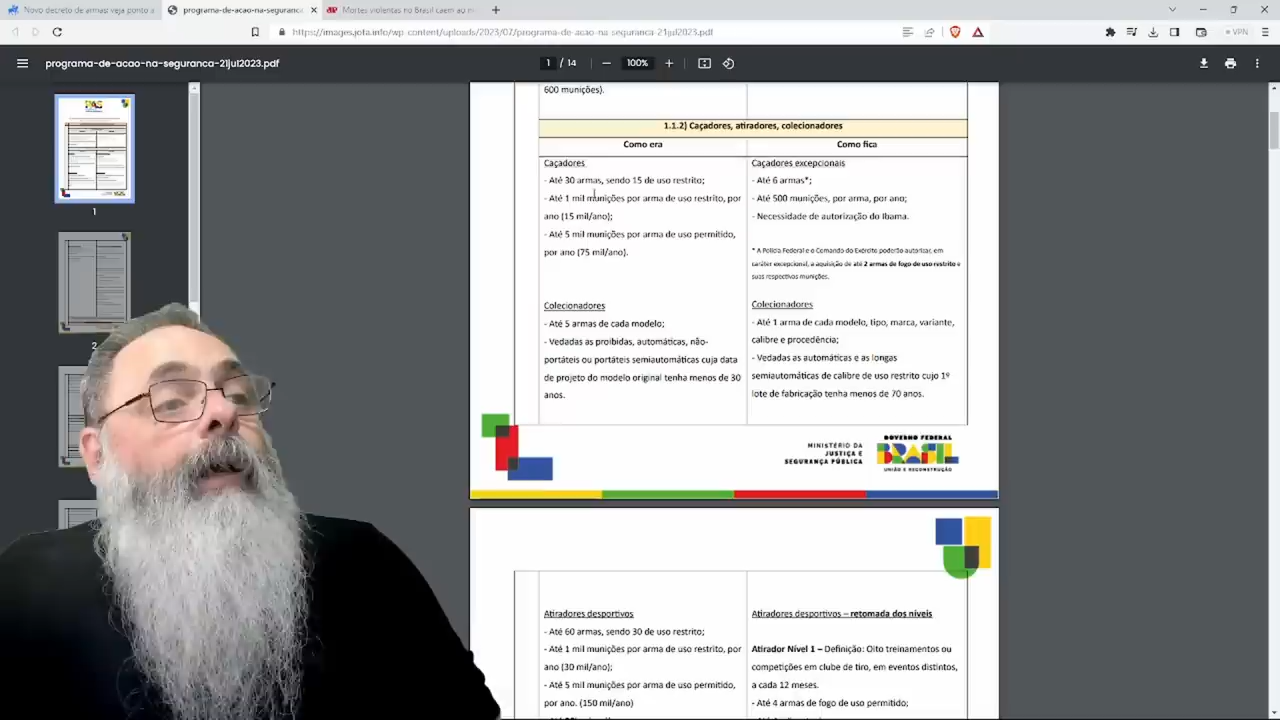 Novo decreto de armas: veja ponto a
programa-de-acao-na-seguranca-
Mortes violentas no Brasil caem ao m
https://images.jota.info/wp-content/uploads/2023/07/programa-de-acao-na-seguranca-21jul2023.pdf
VPN
programa-de-acao-na-seguranca-21jul2023.pdf
1 / 14
100%
1
2
600 munições).
1.1.2) Caçadores, atiradores, colecionadores
Como era
Como fica
Caçadores
- Até 30 armas, sendo 15 de uso restrito;
- Até 1 mil munições por arma de uso restrito, por
ano (15 mil/ano);
- Até 5 mil munições por arma de uso permitido,
por ano (75 mil/ano).
Caçadores excepcionais
- Até 6 armas*;
- Até 500 munições, por arma, por ano;
- Necessidade de autorização do Ibama.
* A Polícia Federal e o Comando do Exército poderão autorizar, em
caráter excepcional, a aquisição de até 2 armas de fogo de uso restrito e
suas respectivas munições.
Colecionadores
- Até 5 armas de cada modelo;
- Vedadas as proibidas, automáticas, não-
portáteis ou portáteis semiautomáticas cuja data
de projeto do modelo original tenha menos de 30
anos.
Colecionadores
- Até 1 arma de cada modelo, tipo, marca, variante,
calibre e procedência;
- Vedadas as automáticas e as longas
semiautomáticas de calibre de uso restrito cujo 1º
lote de fabricação tenha menos de 70 anos.
MINISTÉRIO DA
JUSTIÇA E
SEGURANÇA PÚBLICA
GOVERNO FEDERAL
BRASIL
UNIÃO E RECONSTRUÇÃO
Atiradores desportivos
- Até 60 armas, sendo 30 de uso restrito;
- Até 1 mil munições por arma de uso restrito, por
ano (30 mil/ano);
- Até 5 mil munições por arma de uso permitido,
por ano. (150 mil/ano)
Atiradores desportivos – retomada dos níveis
Atirador Nível 1 – Definição: Oito treinamentos ou
competições em clube de tiro, em eventos distintos,
a cada 12 meses.
- Até 4 armas de fogo de uso permitido;